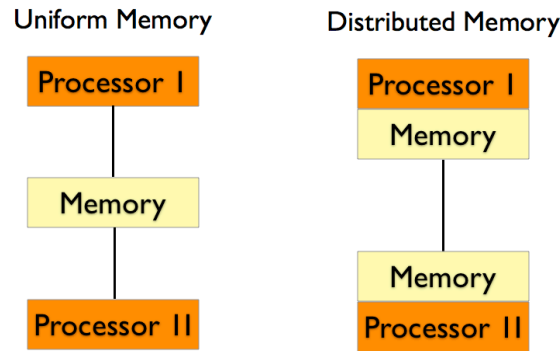 Uniform Memory
Processor I
Memory
Processor II
Distributed Memory
Processor I
Memory
Memory
Processor II